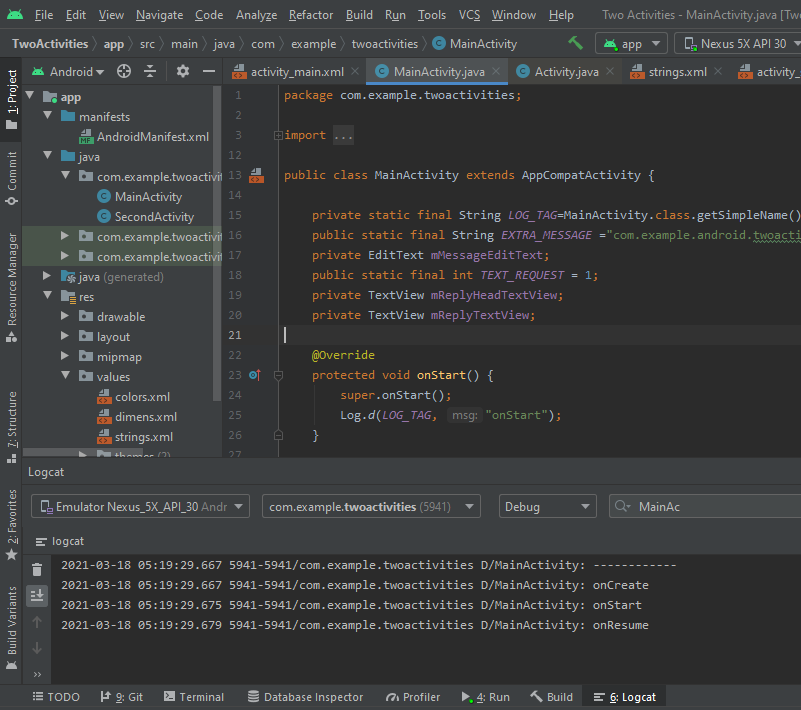 File Edit View Navigate Code Analyze Refactor Build Run Tools VCS Window Help Two Activities - MainActivity.java [Tw
TwoActivities app src main java com example twoactivities MainActivity app Nexus 5X API 30
1: Project
Commit
Resource Manager
7: Structure
2: Favorites
Build Variants
Android
app
manifests
AndroidManifest.xml
java
com.example.twoactivit
MainActivity
SecondActivity
com.example.twoactivit
com.example.twoactivit
java (generated)
res
drawable
layout
mipmap
values
colors.xml
dimens.xml
strings.xml
themes (2)
activity_main.xml MainActivity.java Activity.java strings.xml activity_
1 package com.example.twoactivities;
2
3 import ...
12
13 public class MainActivity extends AppCompatActivity {
14
15 private static final String LOG_TAG=MainActivity.class.getSimpleName()
16 public static final String EXTRA_MESSAGE ="com.example.android.twoacti
17 private EditText mMessageEditText;
18 public static final int TEXT_REQUEST = 1;
19 private TextView mReplyHeadTextView;
20 private TextView mReplyTextView;
21
22 @Override
23 protected void onStart() {
24 super.onStart();
25 Log.d(LOG_TAG, msg: "onStart");
26 }
27
Logcat
Emulator Nexus_5X_API_30 Andr com.example.twoactivities (5941) Debug MainAc
logcat
2021-03-18 05:19:29.667 5941-5941/com.example.twoactivities D/MainActivity: ------------
2021-03-18 05:19:29.667 5941-5941/com.example.twoactivities D/MainActivity: onCreate
2021-03-18 05:19:29.675 5941-5941/com.example.twoactivities D/MainActivity: onStart
2021-03-18 05:19:29.679 5941-5941/com.example.twoactivities D/MainActivity: onResume
TODO 9: Git Terminal Database Inspector Profiler 4: Run Build 6: Logcat